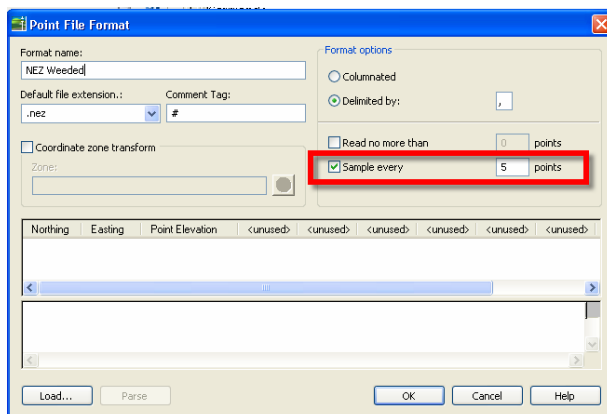 Point File Format
Format name:
NEZ Weeded
Default file extension.:
Comment Tag:
.nez
#
Coordinate zone transform
Zone:
Format options
Columnated
Delimited by:
,
Read no more than
0
points
Sample every
5
points
Northing
Easting
Point Elevation
<unused>
<unused>
<unused>
<unused>
<unused>
<unused>
Load...
Parse
OK
Cancel
Help